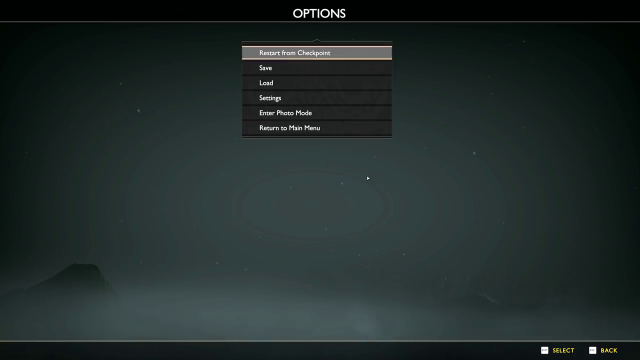 OPTIONS
Restart from Checkpoint
Save
Load
Settings
Enter Photo Mode
Return to Main Menu
SELECT BACK